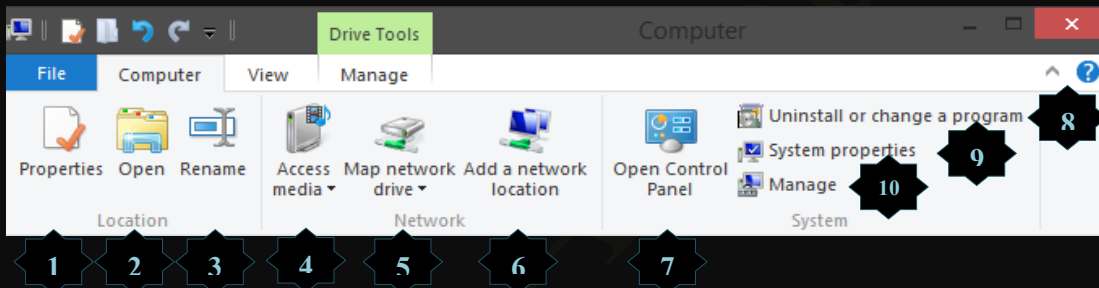 Drive Tools
Computer
File
Computer
View
Manage
Properties
Open
Rename
Access media
Map network drive
Add a network location
Open Control Panel
Uninstall or change a program
System properties
Manage
Location
Network
System
8
9
10
1
2
3
4
5
6
7